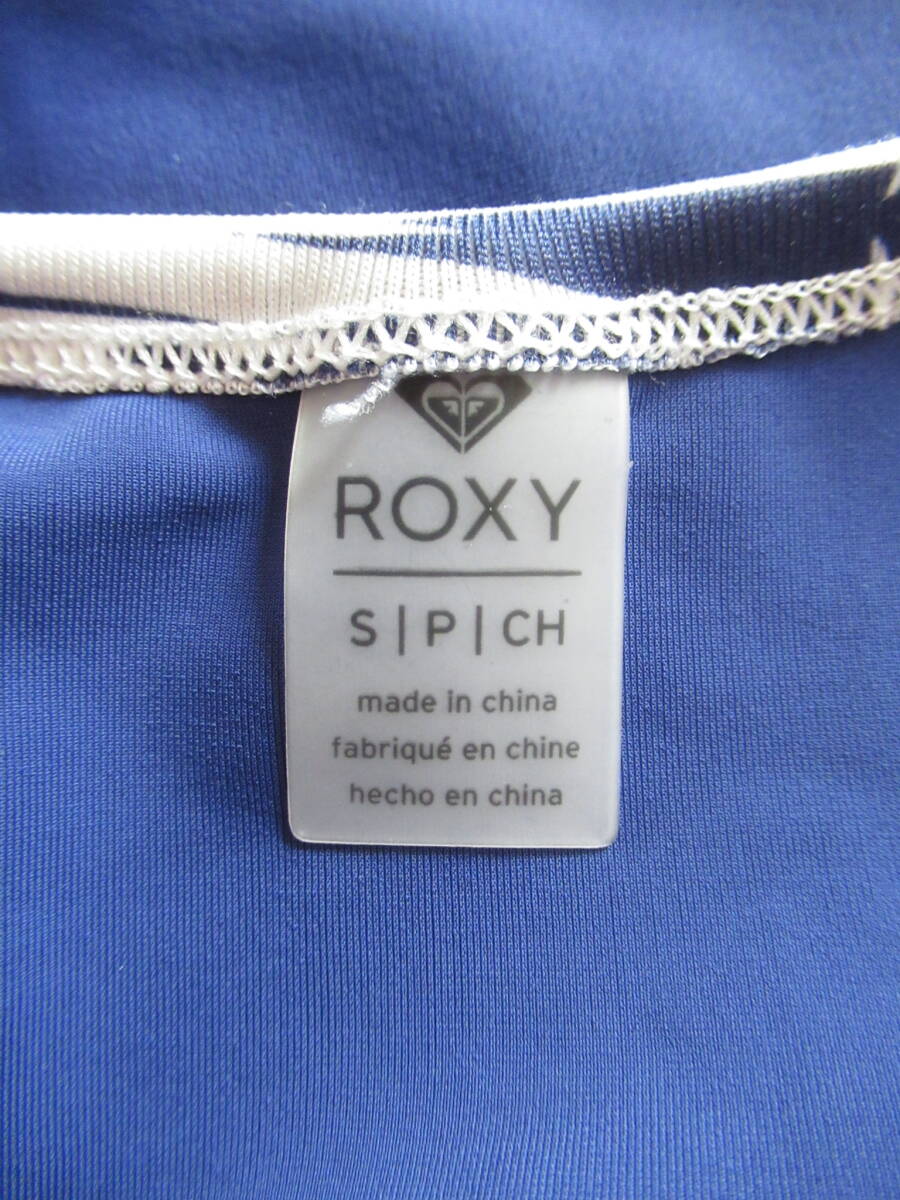 ROXY
S | P | CH
made in china
fabriqué en chine
hecho en china